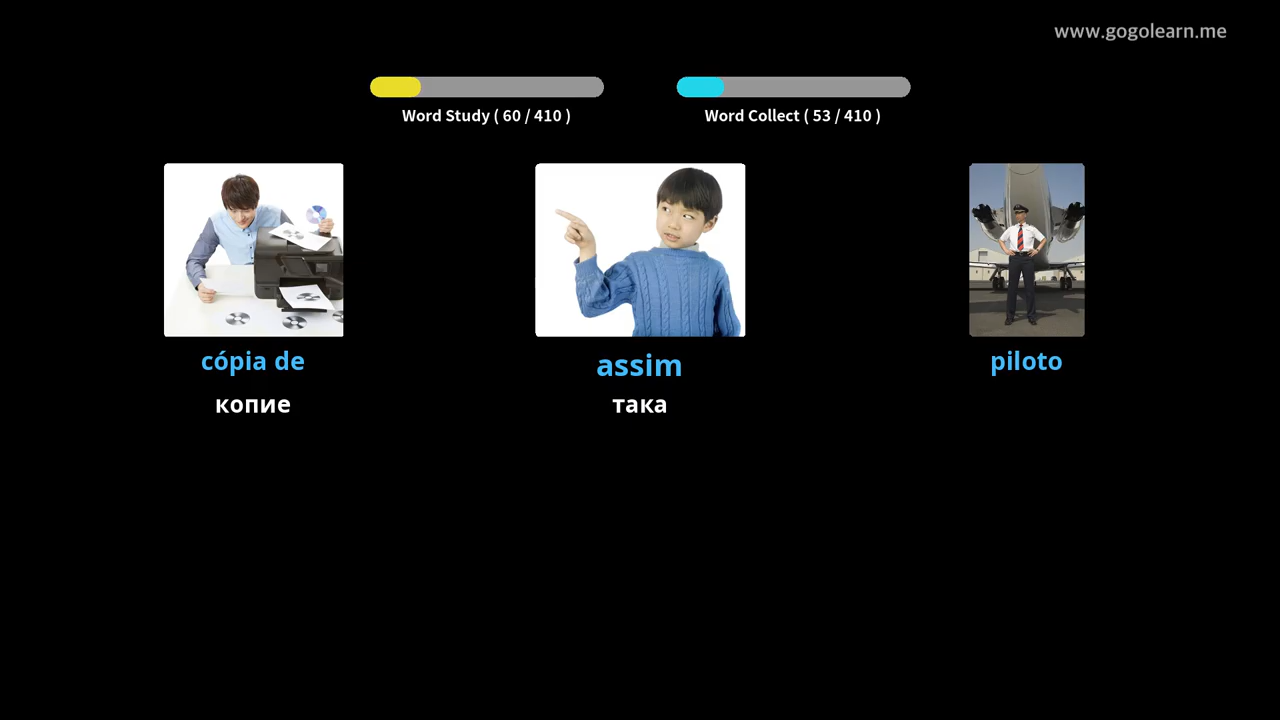 www.gogolearn.me
Word Study ( 60 / 410 )
Word Collect ( 53 / 410 )
cópia de
assim
piloto
копие
така